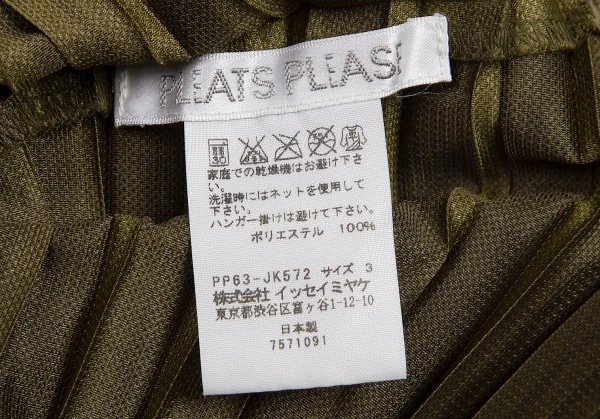 PLEATS PLEASE
30
家庭での乾燥機はお避け下さ
い。
洗濯時にはネットを使用して
下さい。
ハンガー掛けは避けて下さい。
ポリエステル 100%
PP63-JK572 サイズ 3
株式会社 イッセイミヤケ
東京都渋谷区富ヶ谷1-12-10
日本製
7571091